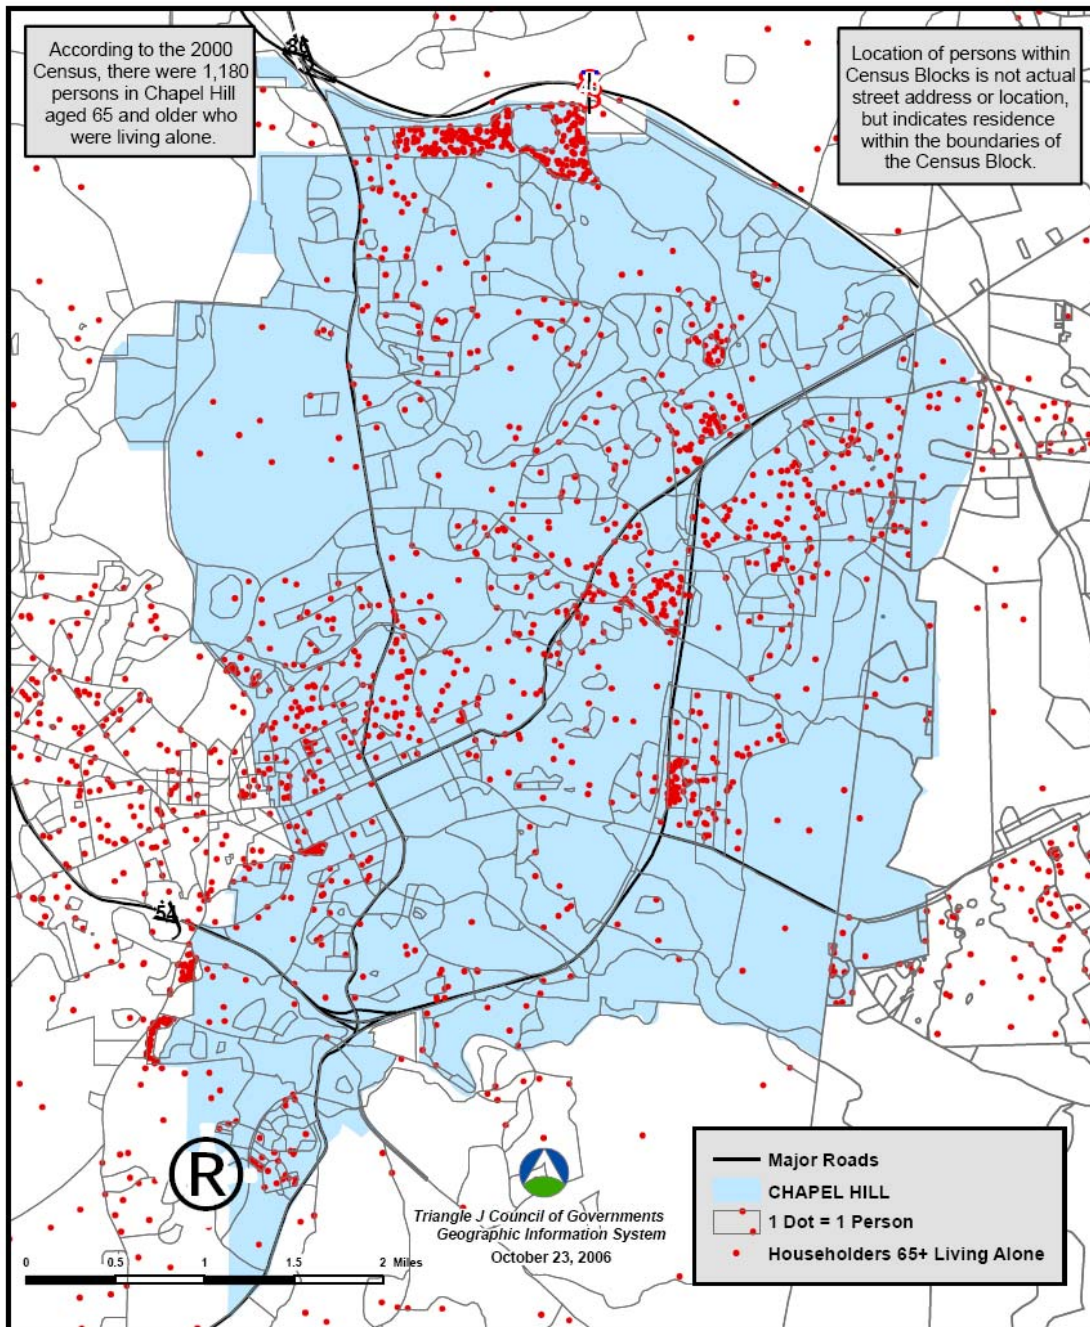 According to the 2000
Census, there were 1,180
persons in Chapel Hill
aged 65 and older who
were living alone.
Location of persons within
Census Blocks is not actual
street address or location,
but indicates residence
within the boundaries of
the Census Block.
86
54
R
Major Roads
CHAPEL HILL
1 Dot = 1 Person
Householders 65+ Living Alone
Triangle J Council of Governments
Geographic Information System
October 23, 2006
0 0.5 1 1.5 2 Miles